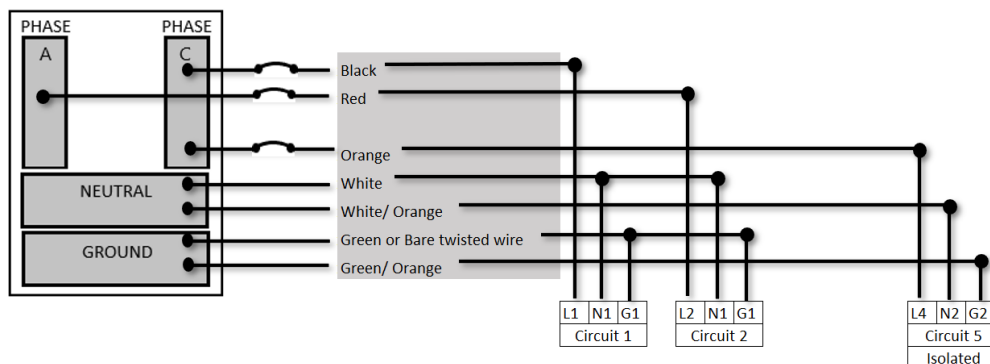 PHASE PHASE
A C
Black
Red
Orange
NEUTRAL
White
White/ Orange
GROUND
Green or Bare twisted wire
Green/ Orange
L1 N1 G1
Circuit 1
L2 N1 G1
Circuit 2
L4 N2 G2
Circuit 5
Isolated